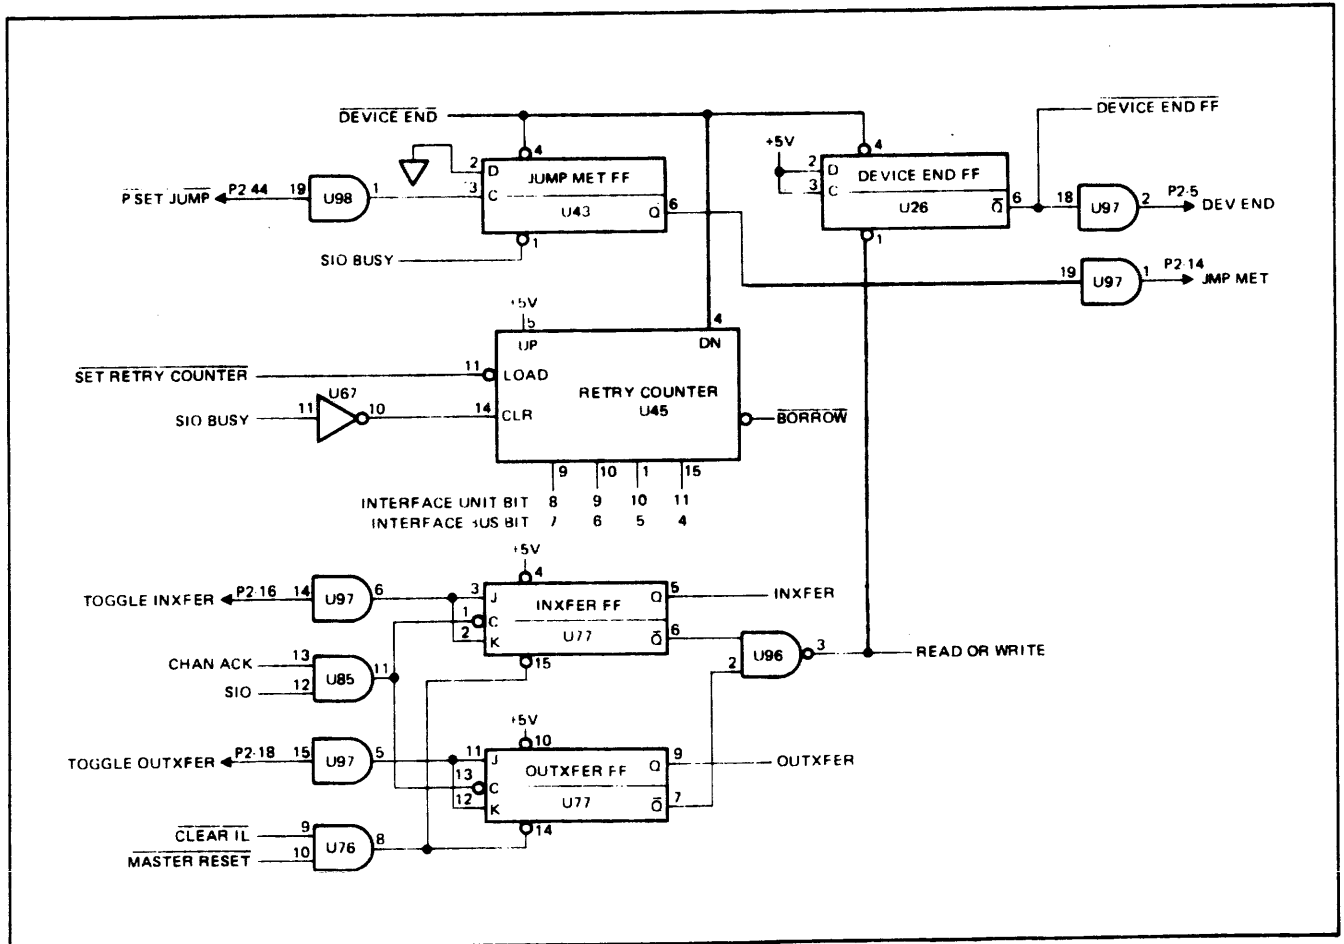 DEVICE END
DEVICE END FF
+5V
4
4
2 D
JUMP MET FF
3 C
U43
Q 6
1
2 D
3 C
DEVICE END FF
U26
Q 6
1
P SET JUMP P2-44 19 U98 1
18 U97 2 P2-5 DEV END
SIO BUSY
19 U97 1 P2-14 JMP MET
5
UP
4
DN
SET RETRY COUNTER 11 LOAD
RETRY COUNTER
U45
U67
SIO BUSY 11 10 14 CLR
BORROW
9 10 1 15
INTERFACE UNIT BIT 8 9 10 11
INTERFACE BIT 6 5 4
+5V
4
TOGGLE INXFER P2-16 14 U97 6
3 J
1 C
2 K
INXFER FF
U77
Q 5 INXFER
Q 6
15
CHAN ACK 13
SIO 12
U85 11
2
U96 3 READ OR WRITE
+5V
10
TOGGLE OUTXFER P2-18 15 U97 5
11 J
13 C
12 K
OUTXFER FF
U77
Q 9 OUTXFER
Q 7
14
CLEAR IL 9
MASTER RESET 10
U76 8